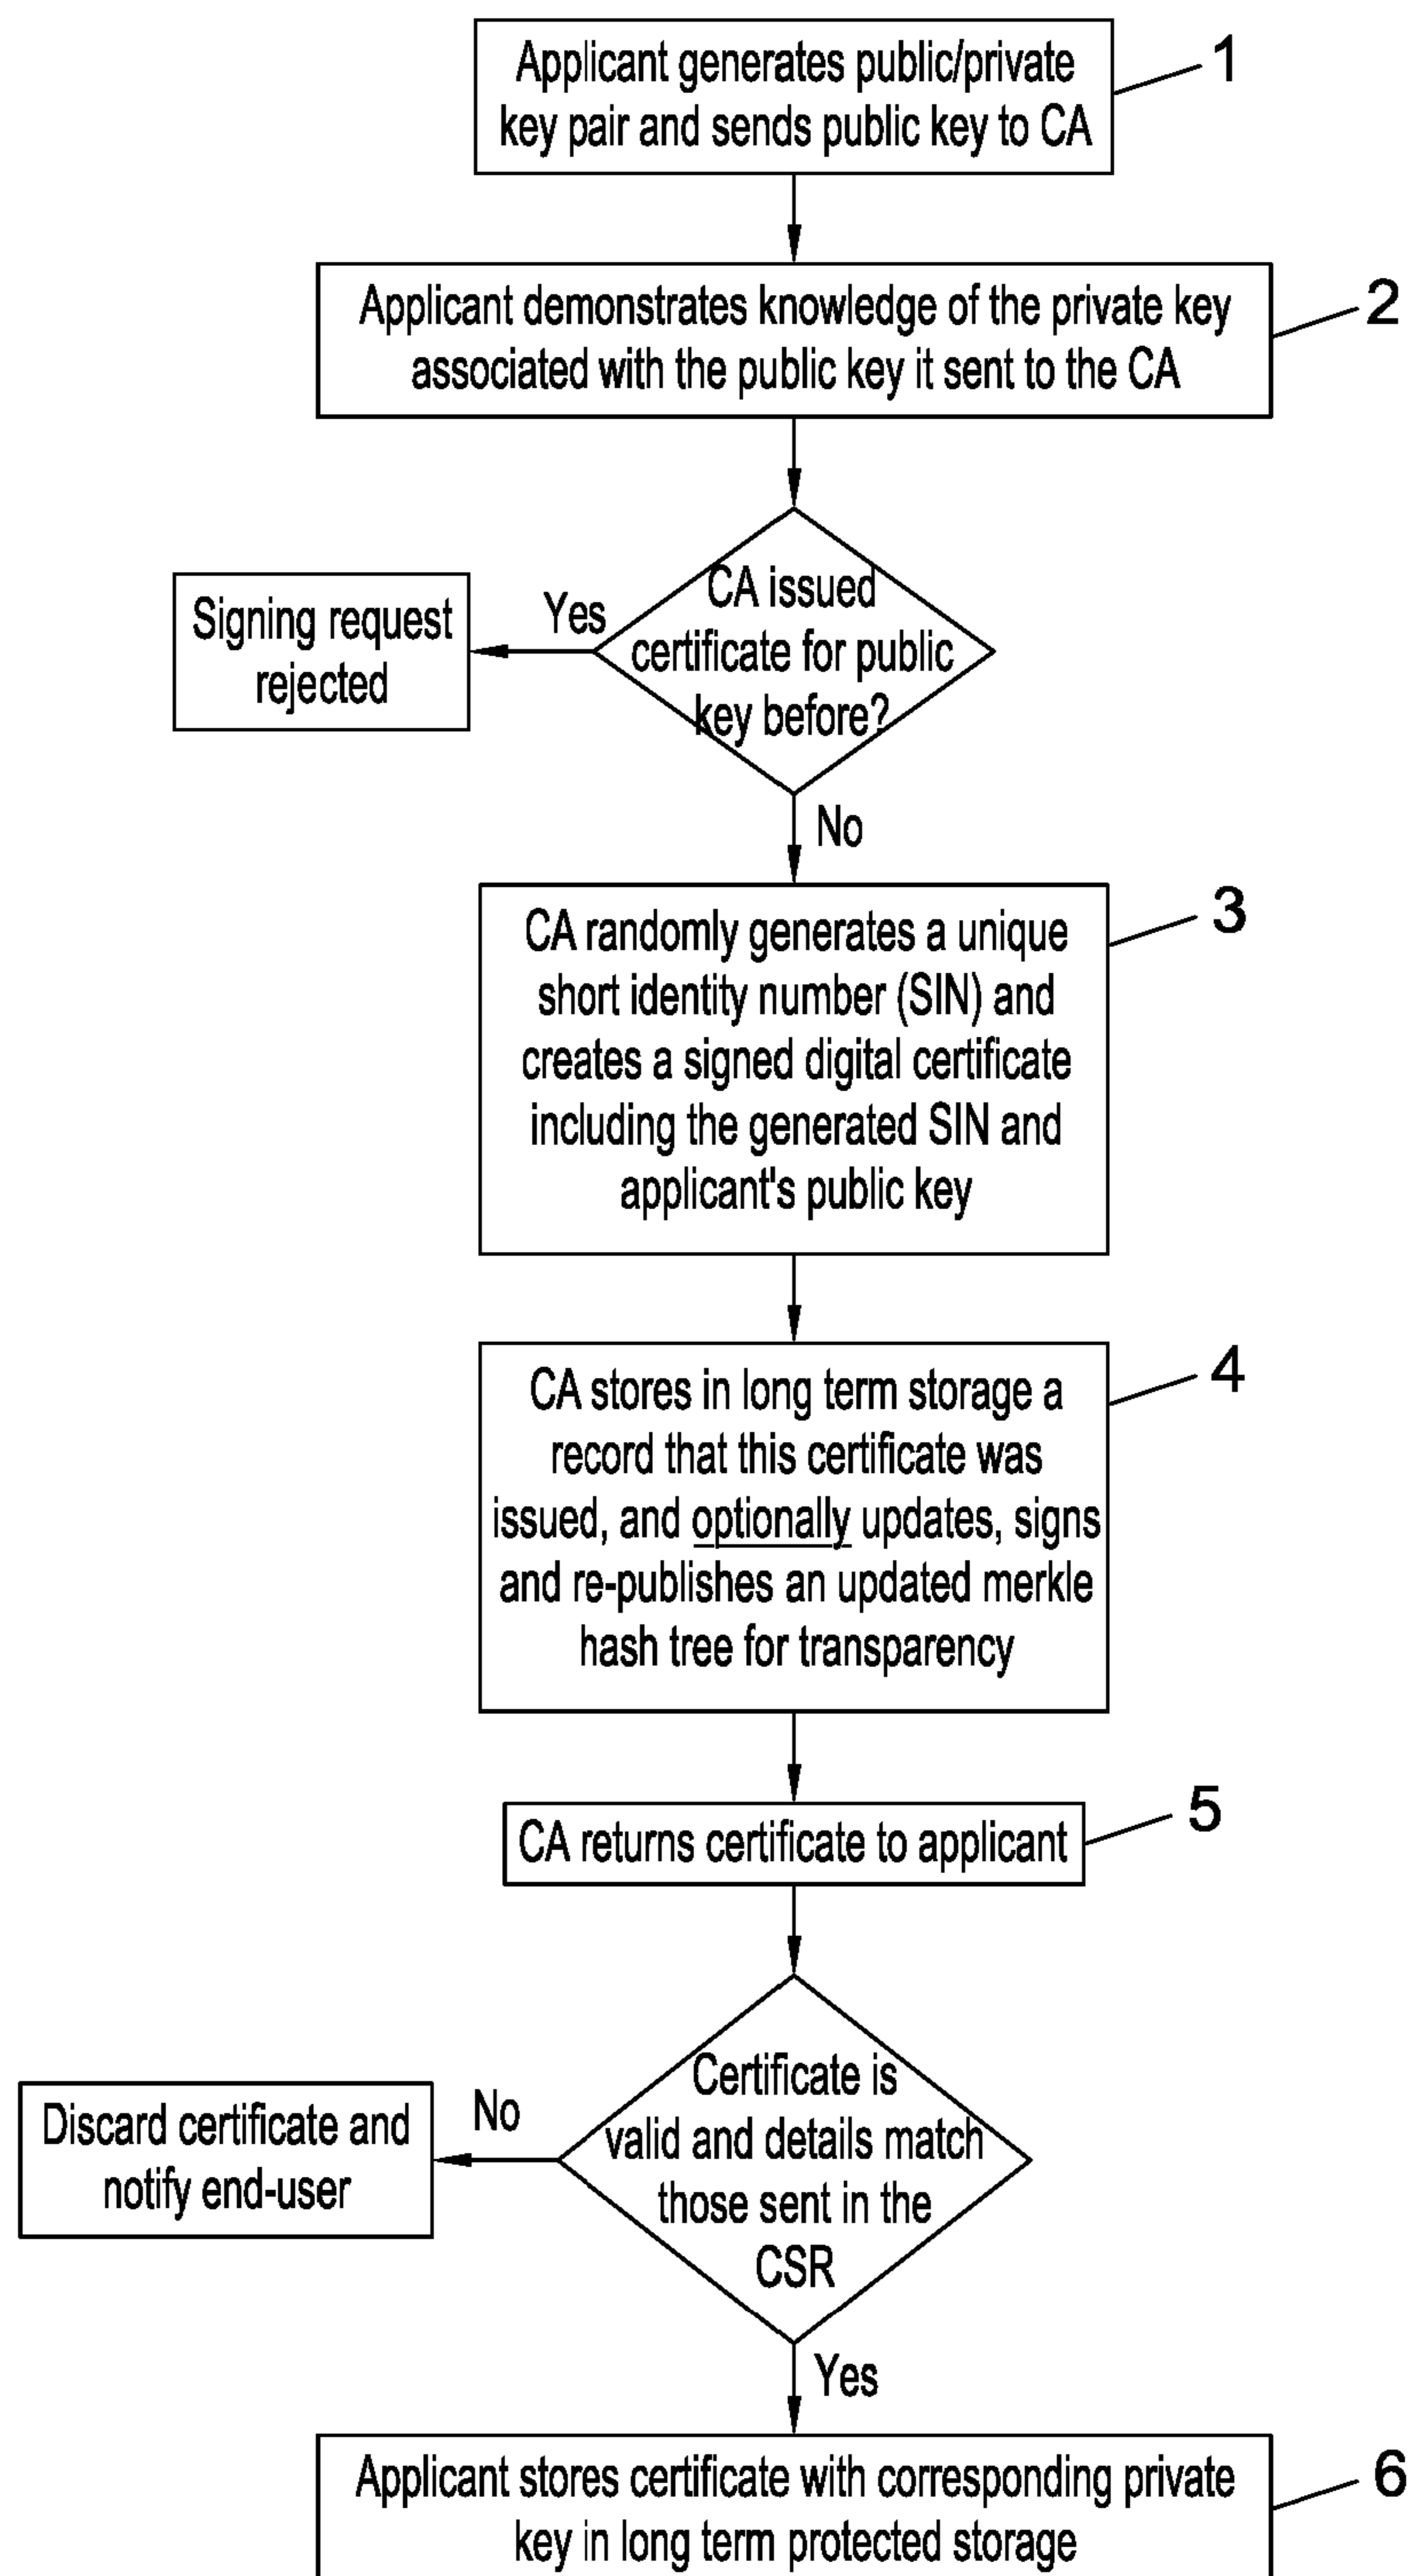 Applicant generates public/private
key pair and sends public key to CA
1
Applicant demonstrates knowledge of the private key
associated with the public key it sent to the CA
2
CA issued
certificate for public
key before?
Yes
Signing request
rejected
No
CA randomly generates a unique
short identity number (SIN) and
creates a signed digital certificate
including the generated SIN and
applicant's public key
3
CA stores in long term storage a
record that this certificate was
issued, and optionally updates, signs
and re-publishes an updated merkle
hash tree for transparency
4
CA returns certificate to applicant
5
Certificate is
valid and details match
those sent in the
CSR
No
Discard certificate and
notify end-user
Yes
Applicant stores certificate with corresponding private
key in long term protected storage
6